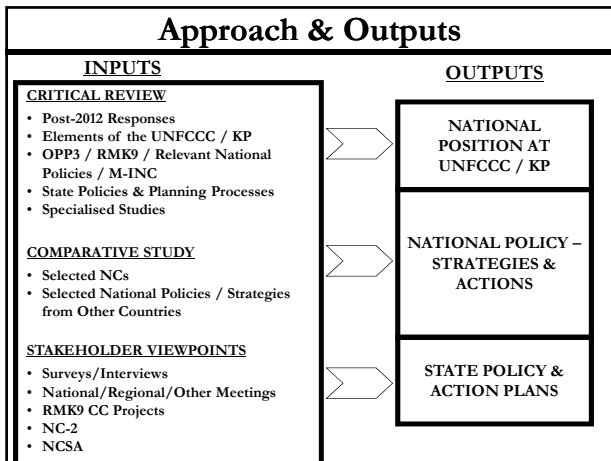 Approach & Outputs
INPUTS
CRITICAL REVIEW
• Post-2012 Responses
• Elements of the UNFCCC / KP
• OPP3 / RMK9 / Relevant National
Policies / M-INC
• State Policies & Planning Processes
• Specialised Studies
COMPARATIVE STUDY
• Selected NCs
• Selected National Policies / Strategies
from Other Countries
STAKEHOLDER VIEWPOINTS
• Surveys/Interviews
• National/Regional/Other Meetings
• RMK9 CC Projects
• NC-2
• NCSA
OUTPUTS
NATIONAL
POSITION AT
UNFCCC / KP
NATIONAL POLICY –
STRATEGIES &
ACTIONS
STATE POLICY &
ACTION PLANS